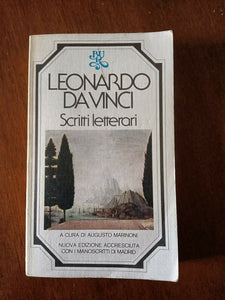 BUR
LEONARDO
DA VINCI
Scritti letterari
A CURA DI AUGUSTO MARINONI
NUOVA EDIZIONE ACCRESCIUTA
CON I MANOSCRITTI DI MADRID